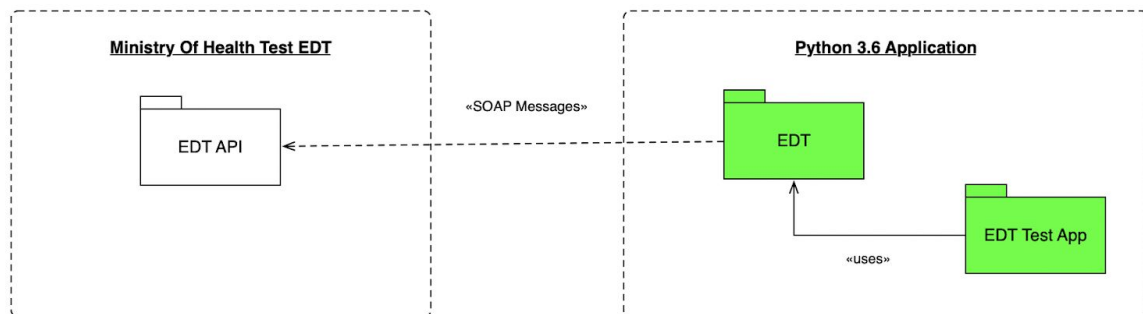 Ministry Of Health Test EDT
Python 3.6 Application
«SOAP Messages»
EDT API
EDT
EDT Test App
«uses»